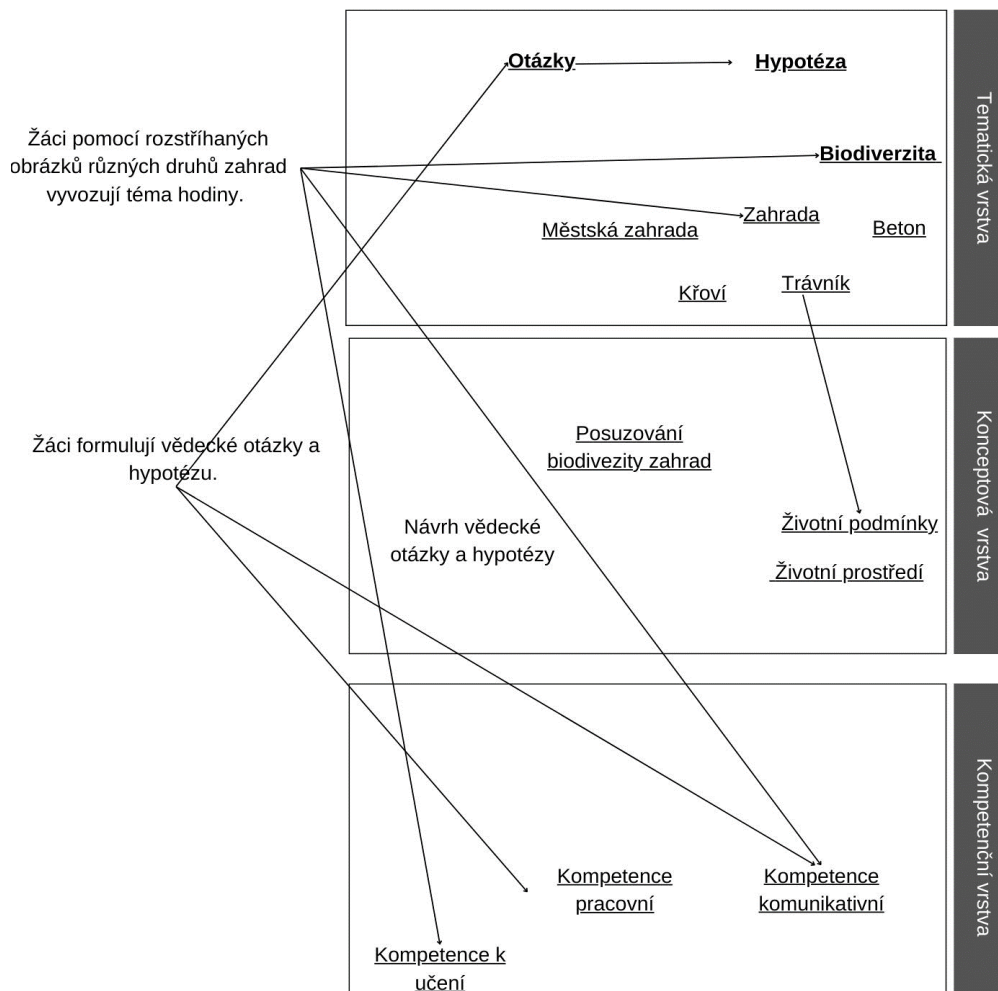 Otázky
Hypotéza
Žáci pomocí rozstříhaných
obrázků různých druhů zahrad
vyvozují téma hodiny.
Biodiverzita
Zahrada
Městská zahrada
Beton
Křoví
Trávník
Tematická vrstva
Žáci formulují vědecké otázky a
hypotézu.
Posuzování
biodivezity zahrad
Návrh vědecké
otázky a hypotézy
Životní podmínky
Životní prostředí
Konceptová vrstva
Kompetence
pracovní
Kompetence
komunikativní
Kompetence k
učení
Kompetenční vrstva